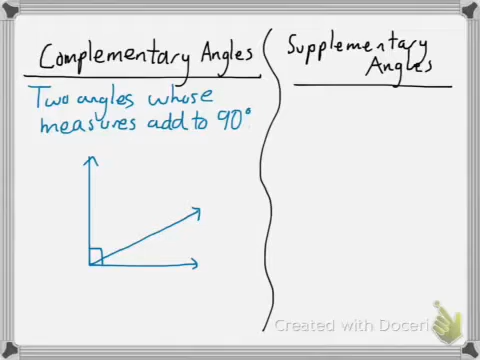 Complementary Angles
Two angles whose
measures add to 90°
Supplementary
Angles
Created with Doceri